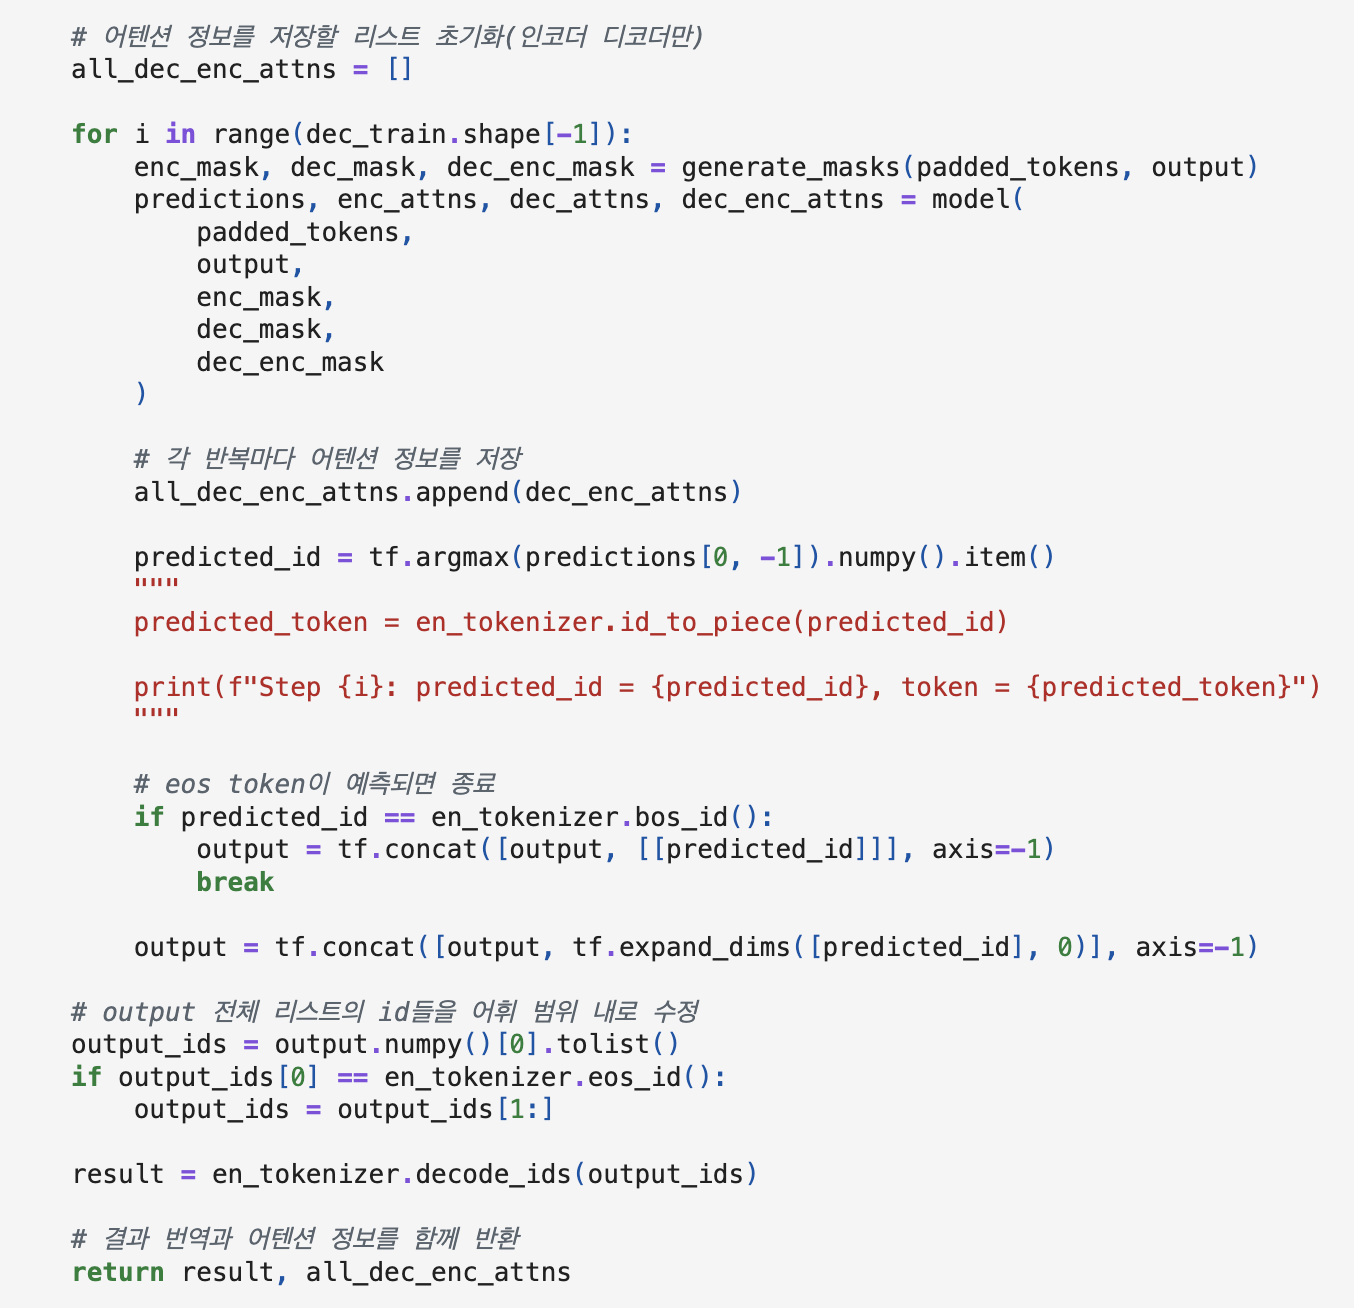 # 어텐션 정보를 저장할 리스트 초기화(인코더 디코더만)
all_dec_enc_attns = []
for i in range(dec_train.shape[-1]):
    enc_mask, dec_mask, dec_enc_mask = generate_masks(padded_tokens, output)
    predictions, enc_attns, dec_attns, dec_enc_attns = model(
        padded_tokens,
        output,
        enc_mask,
        dec_mask,
        dec_enc_mask
    )
    # 각 반복마다 어텐션 정보를 저장
    all_dec_enc_attns.append(dec_enc_attns)
    predicted_id = tf.argmax(predictions[0, -1]).numpy().item()
    """
    predicted_token = en_tokenizer.id_to_piece(predicted_id)
    print(f"Step {i}: predicted_id = {predicted_id}, token = {predicted_token}")
    """
    # eos token이 예측되면 종료
    if predicted_id == en_tokenizer.bos_id():
        output = tf.concat([output, [[predicted_id]]], axis=-1)
        break
    output = tf.concat([output, tf.expand_dims([predicted_id], 0)], axis=-1)
# output 전체 리스트의 id들을 어휘 범위 내로 수정
output_ids = output.numpy()[0].tolist()
if output_ids[0] == en_tokenizer.eos_id():
    output_ids = output_ids[1:]
result = en_tokenizer.decode_ids(output_ids)
# 결과 번역과 어텐션 정보를 함께 반환
return result, all_dec_enc_attns